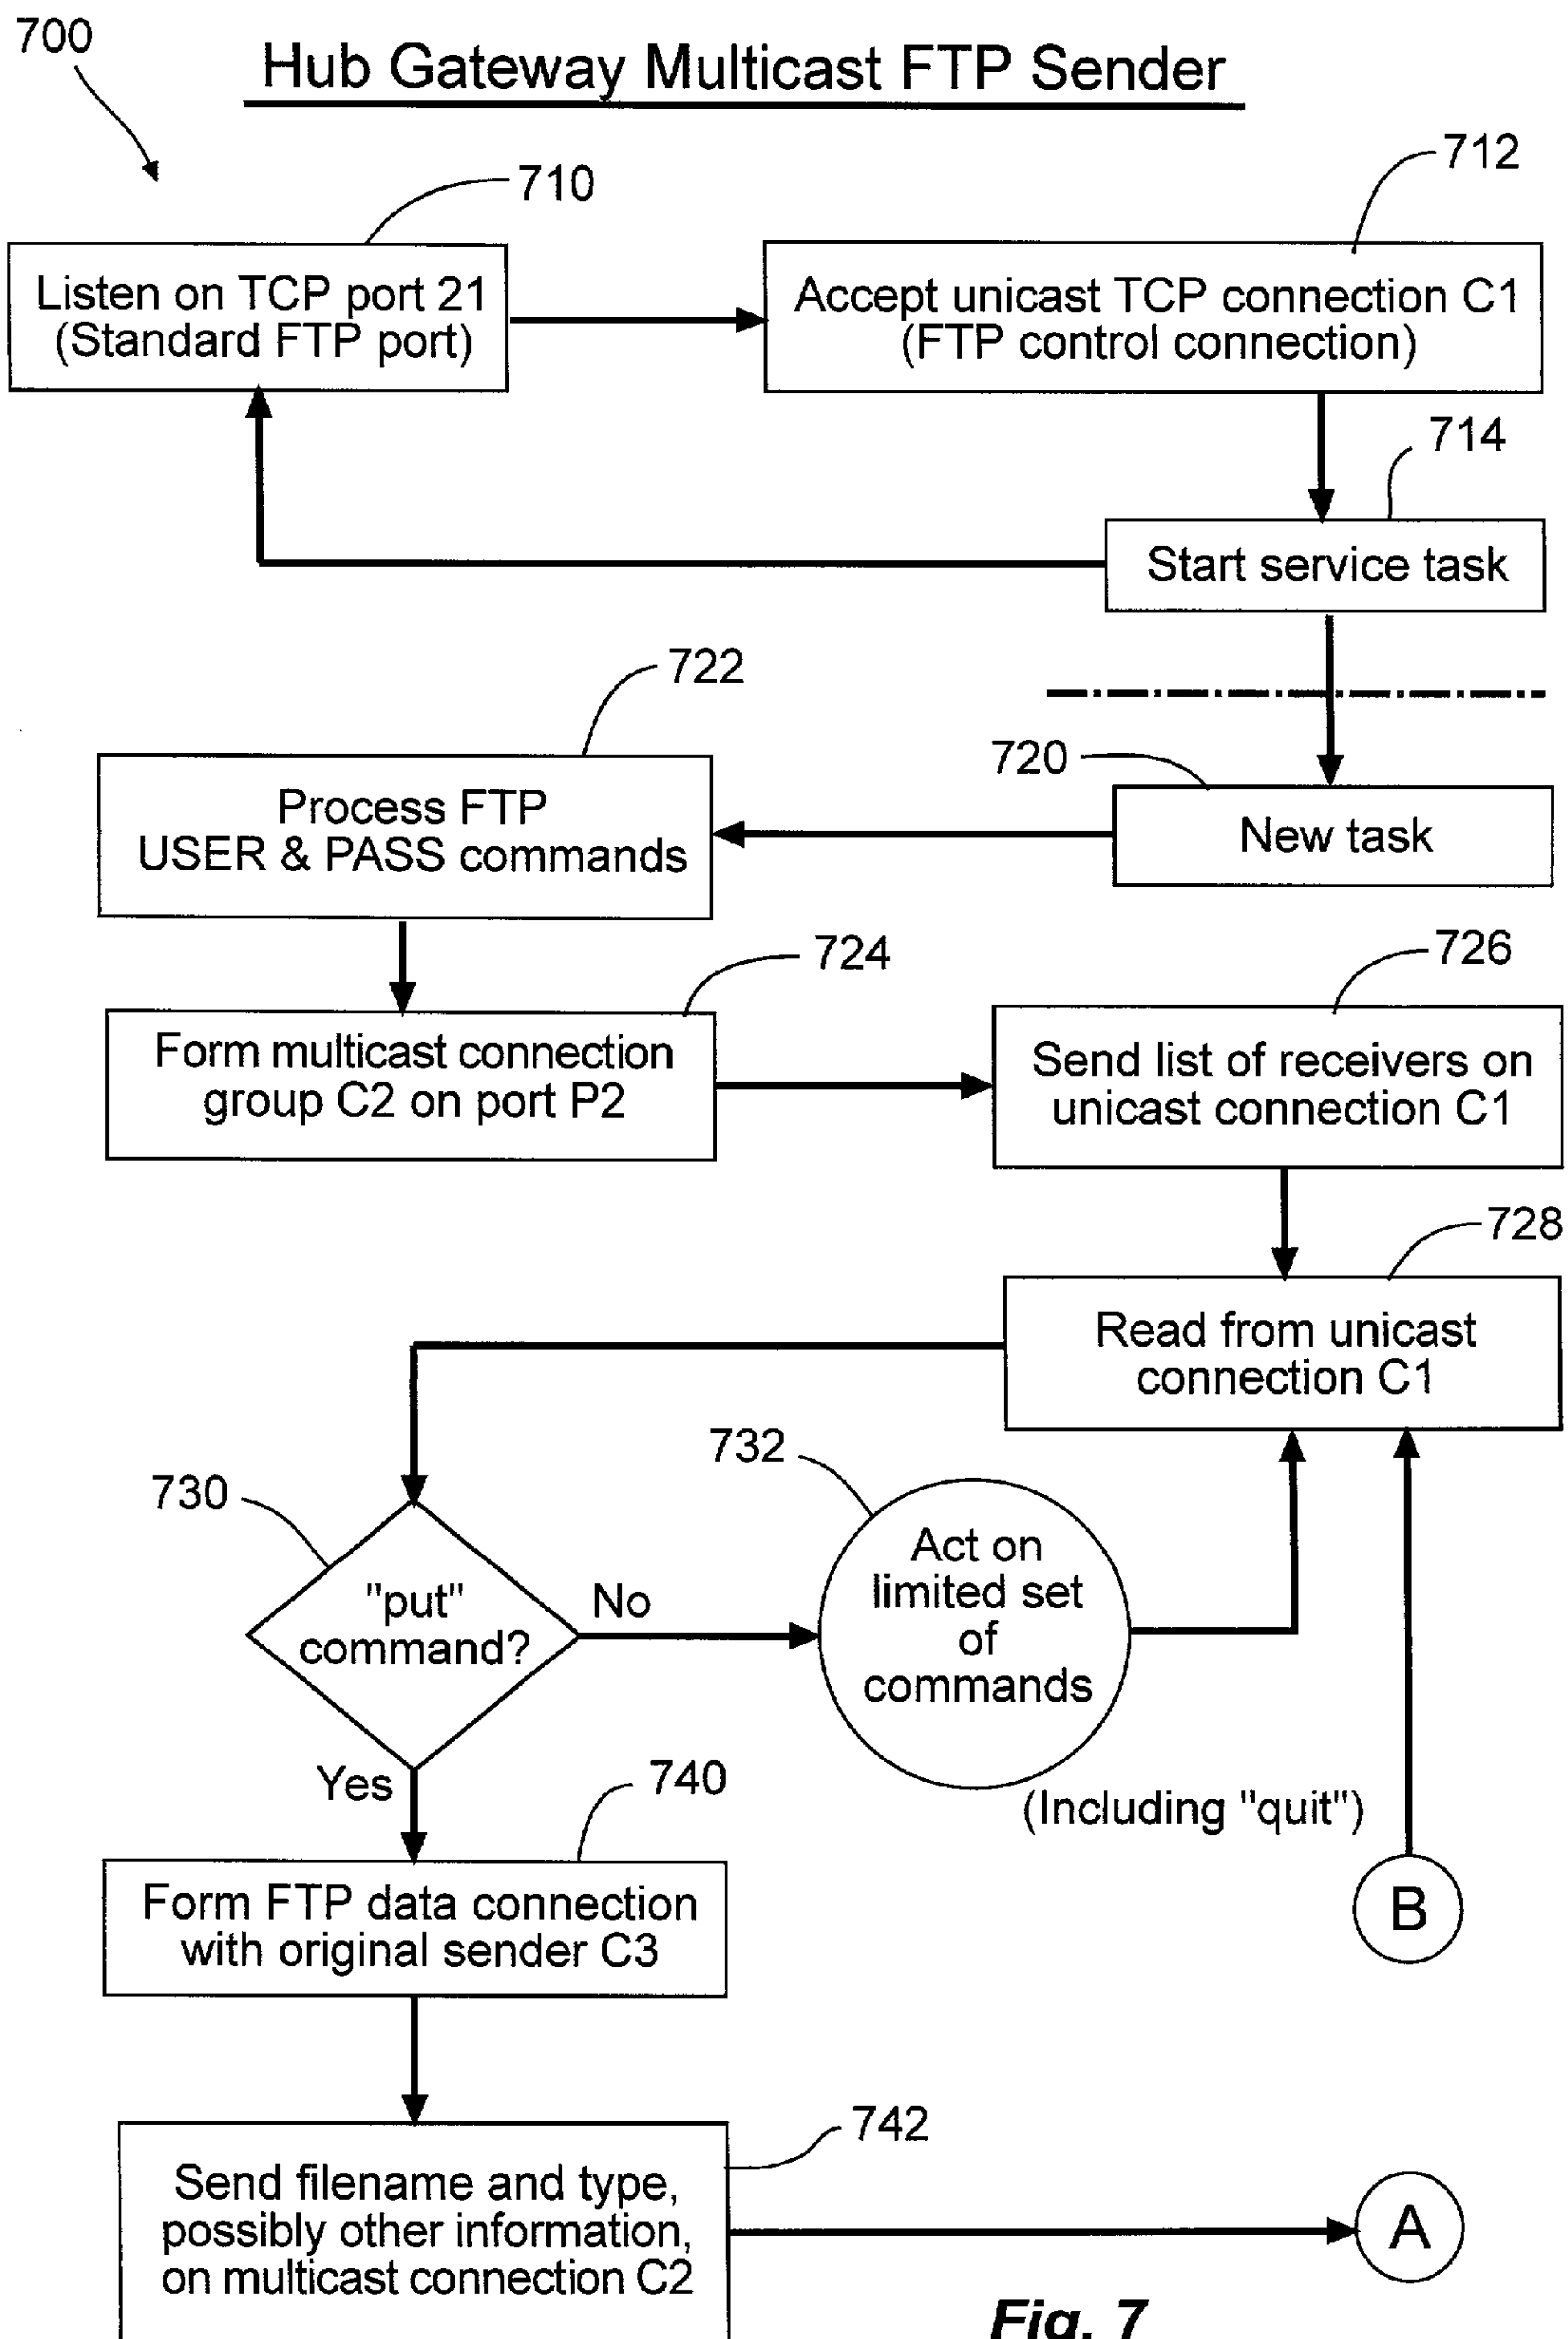 700
Hub Gateway Multicast FTP Sender
710
712
Listen on TCP port 21
(Standard FTP port)
Accept unicast TCP connection C1
(FTP control connection)
714
Start service task
722
720
Process FTP
USER & PASS commands
New task
724
726
Form multicast connection
group C2 on port P2
Send list of receivers on
unicast connection C1
728
Read from unicast
connection C1
732
730
Act on
limited set
of
commands
"put"
command?
No
Yes
740
(Including "quit")
Form FTP data connection
with original sender C3
B
742
Send filename and type,
possibly other information,
on multicast connection C2
A
Fig. 7